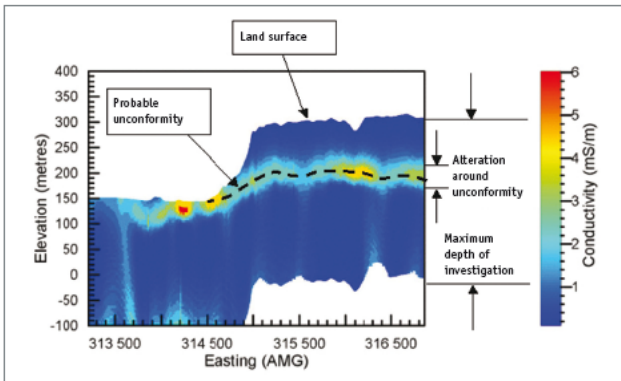 Land surface
Probable
unconformity
Elevation (metres)
400
350
300
250
200
150
100
50
0
-50
-100
313 500
314 500
315 500
316 500
Easting (AMG)
Alteration
around
unconformity
Maximum
depth of
investigation
6
5
4
3
2
1
Conductivity (mS/m)